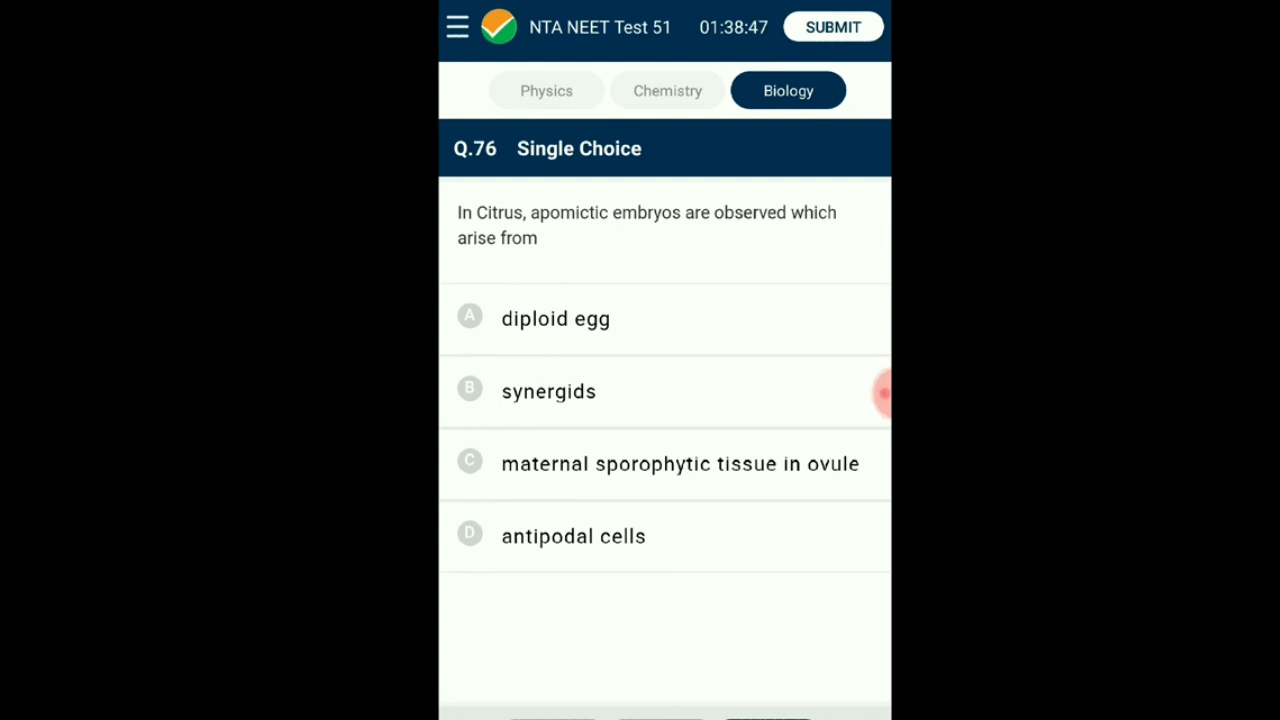 NTA NEET Test 51 01:38:47 SUBMIT
Physics Chemistry Biology
Q.76 Single Choice
In Citrus, apomictic embryos are observed which
arise from
A diploid egg
B synergids
C maternal sporophytic tissue in ovule
D antipodal cells